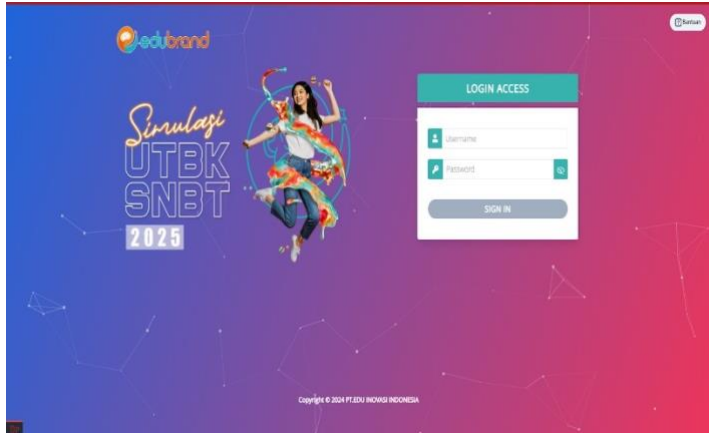 edubrand
Bantuan
Simulasi
UTBK
SNBT
2025
LOGIN ACCESS
Username
Password
SIGN IN
Copyright © 2024 PT.EDU INOVASI INDONESIA